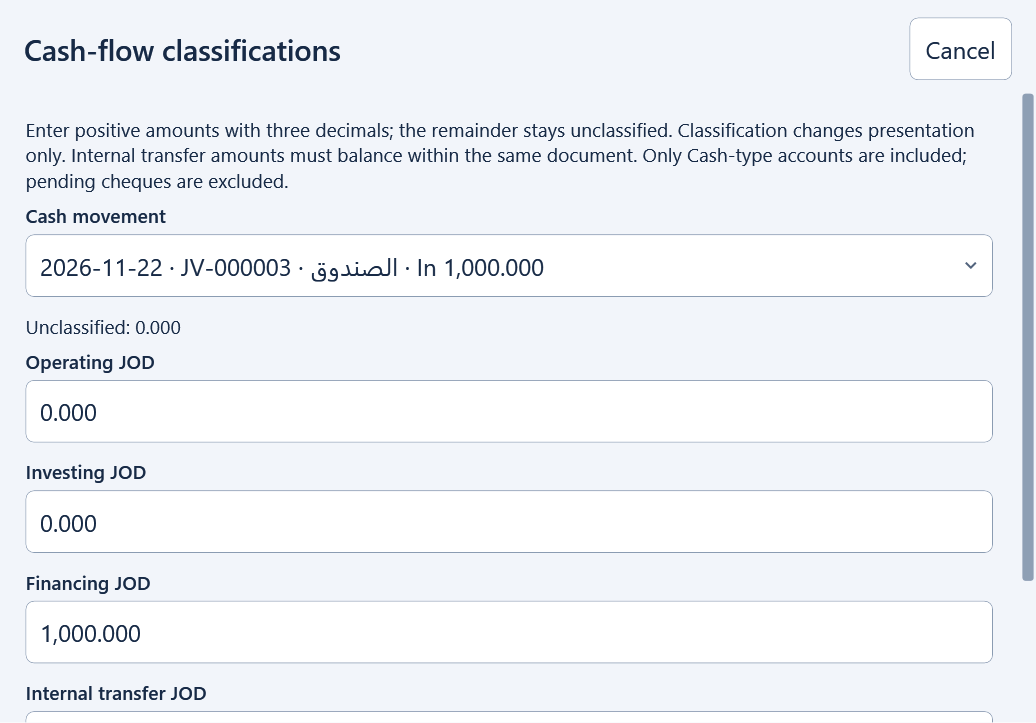 Cash-flow classifications
Cancel
Enter positive amounts with three decimals; the remainder stays unclassified. Classification changes presentation
only. Internal transfer amounts must balance within the same document. Only Cash-type accounts are included;
pending cheques are excluded.
Cash movement
2026-11-22 · JV-000003 · الصندوق · In 1,000.000
Unclassified: 0.000
Operating JOD
0.000
Investing JOD
0.000
Financing JOD
1,000.000
Internal transfer JOD